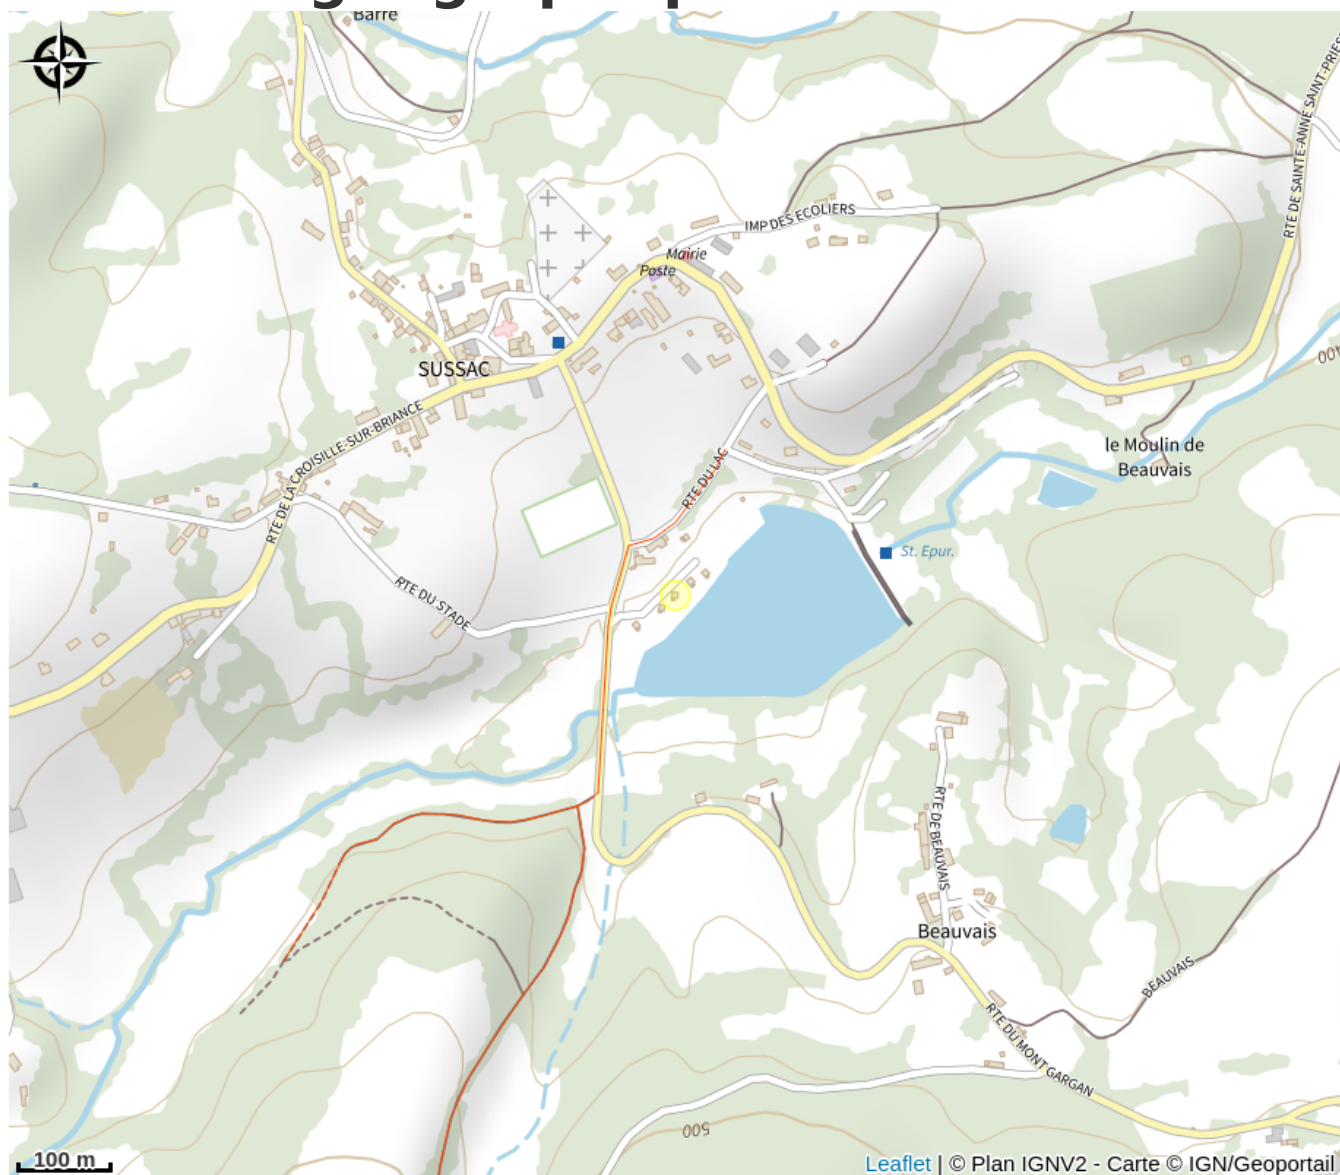 Barre
IMP DES ECOLIERS
RTE DE SAINTE-ANNE SAINT-PRIES
Mairie
Poste
SUSSAC
RTE DE LA CROISILLE-SUR-BRIANCE
RTE DU LAC
le Moulin de
Beauvais
St. Epur.
RTE DU STADE
RTE DE BEAUVAIS
Beauvais
BEAUVAIS
RTE DU MONT GARGAN
500
100 m
Leaflet | © Plan IGNV2 - Carte © IGN/Geoportail